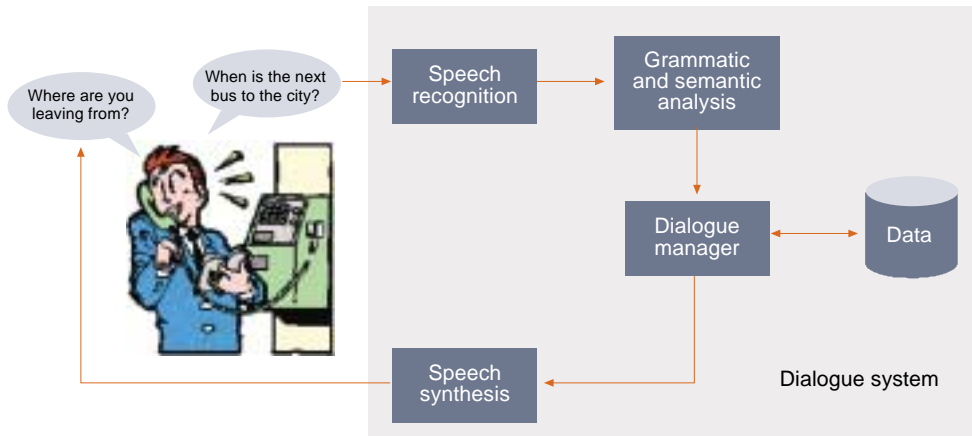 Where are you
leaving from?
When is the next
bus to the city?
Speech
recognition
Grammatic
and semantic
analysis
Dialogue
manager
Data
Speech
synthesis
Dialogue system